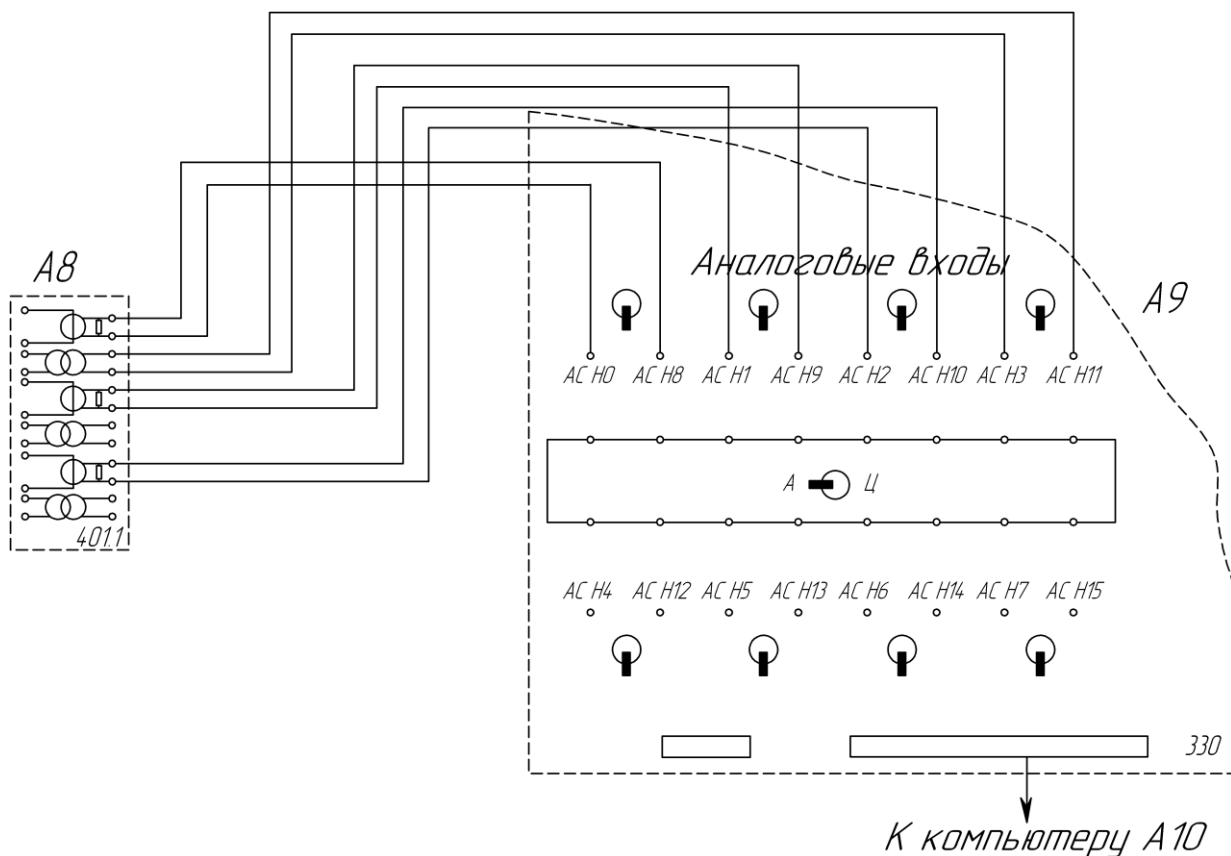 А8
Аналоговые входы
А9
АС Н0 АС Н8 АС Н1 АС Н9 АС Н2 АС Н10 АС Н3 АС Н11
А Ц
401.1
АС Н4 АС Н12 АС Н5 АС Н13 АС Н6 АС Н14 АС Н7 АС Н15
330
К компьютеру А10